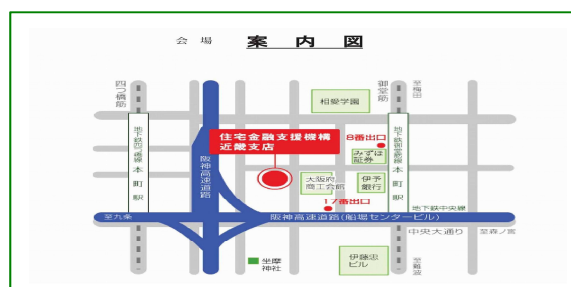 会場 案内図
四つ橋筋
御堂筋
至梅田
相愛学園
住宅金融支援機構
近畿支店
8番出口
みずほ
証券
地下鉄四つ橋線
本町駅
阪神高速道路
大阪府
商工会館
伊予
銀行
地下鉄御堂筋線
本町駅
17番出口
地下鉄中央線
至九条
阪神高速道路(船場センタービル)
中央大通り
至森ノ宮
坐摩
神社
伊藤忠
ビル
至難波